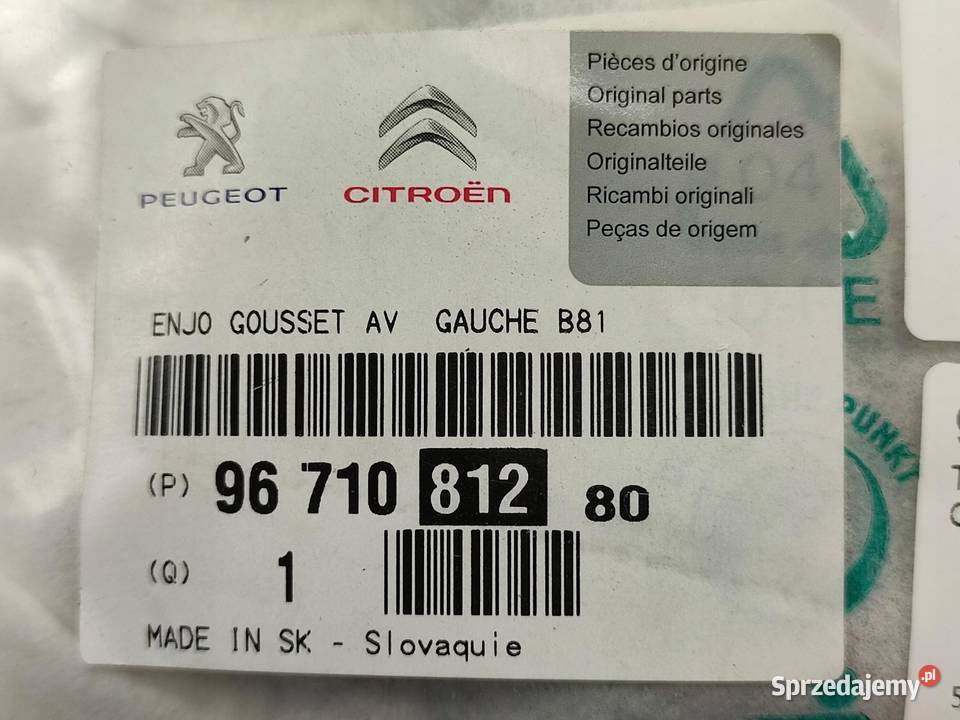 PEUGEOT
CITROËN
Pièces d'origine
Original parts
Recambios originales
Originalteile
Ricambi originali
Peças de origem
ENJO GOUSSET AV GAUCHE B81
(P) 96 710 812 80
(Q) 1
MADE IN SK - Slovaquie
PUNKT
Sprzedajemy.pl